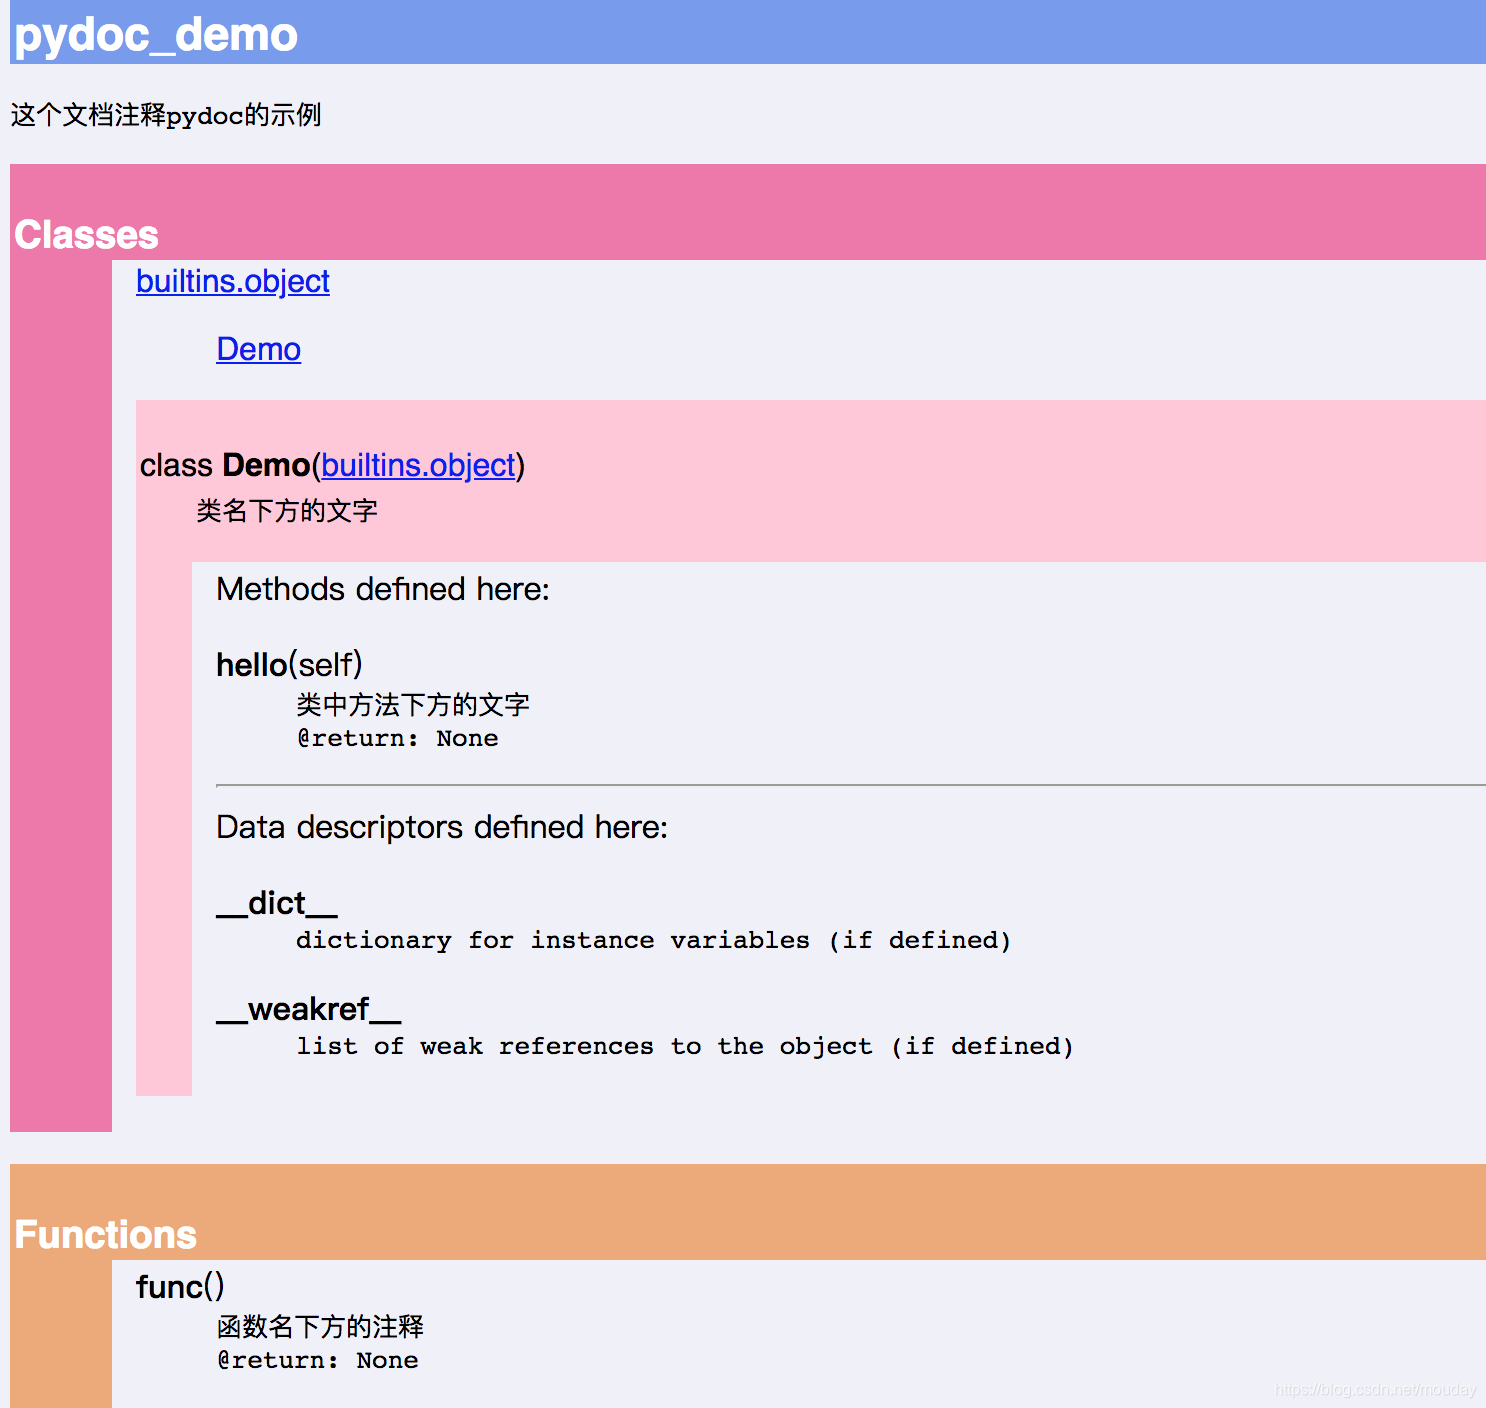 pydoc_demo
这个文档注释pydoc的示例
Classes
builtins.object
Demo
class Demo(builtins.object)
类名下方的文字
Methods defined here:
hello(self)
类中方法下方的文字
@return: None
Data descriptors defined here:
__dict__
dictionary for instance variables (if defined)
__weakref__
list of weak references to the object (if defined)
Functions
func()
函数名下方的注释
@return: None
https://blog.csdn.net/mouday